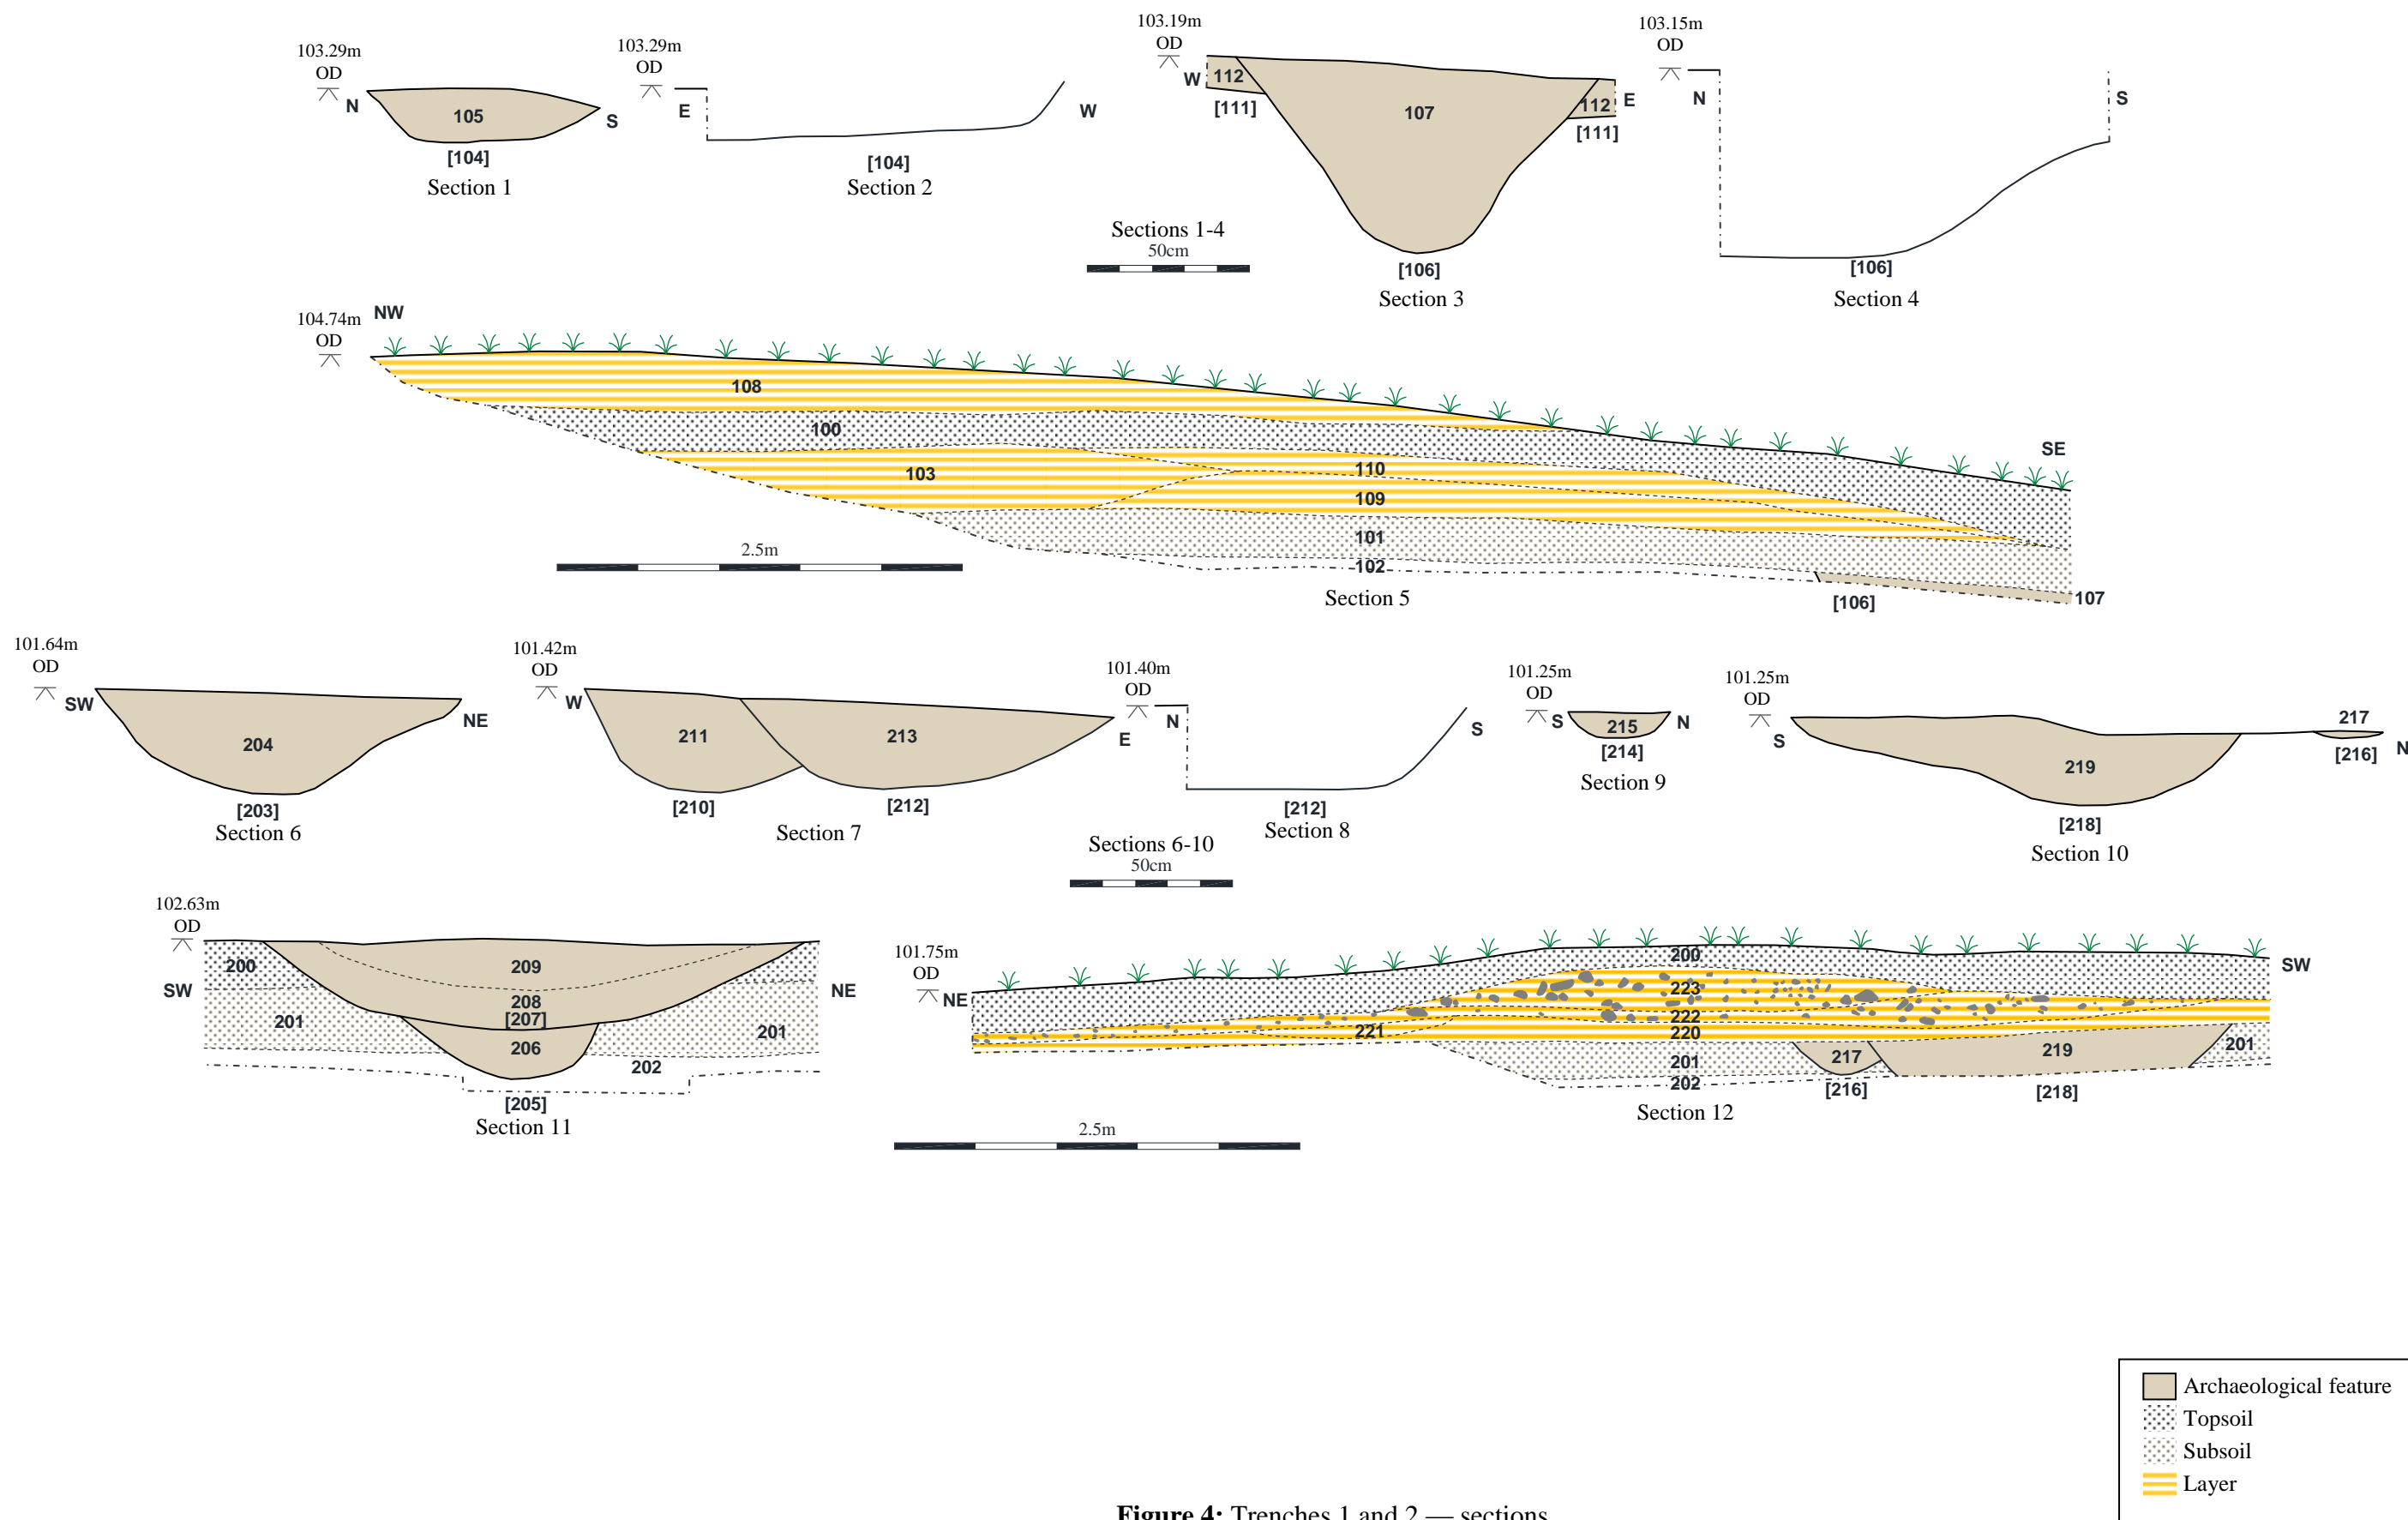 103.29m
OD
N
105
S
[104]
Section 1
103.29m
OD
E
W
[104]
Section 2
103.19m
OD
W
112
[111]
107
112
E
[111]
[106]
Section 3
103.15m
OD
N
S
[106]
Section 4
Sections 1-4
50cm
104.74m
OD
NW
108
100
103
110
109
101
102
SE
[106]
107
2.5m
Section 5
101.64m
OD
SW
204
NE
[203]
Section 6
101.42m
OD
W
211
213
E
[210]
[212]
Section 7
101.40m
OD
N
S
[212]
Section 8
101.25m
OD
S
215
N
[214]
Section 9
101.25m
OD
S
219
217
[216]
N
[218]
Section 10
Sections 6-10
50cm
102.63m
OD
200
209
SW
NE
208
[207]
201
201
206
202
[205]
Section 11
101.75m
OD
NE
200
SW
223
222
221
220
201
217
219
201
202
[216]
[218]
Section 12
2.5m
Archaeological feature
Topsoil
Subsoil
Layer
Figure 4: Trenches 1 and 2 — sections